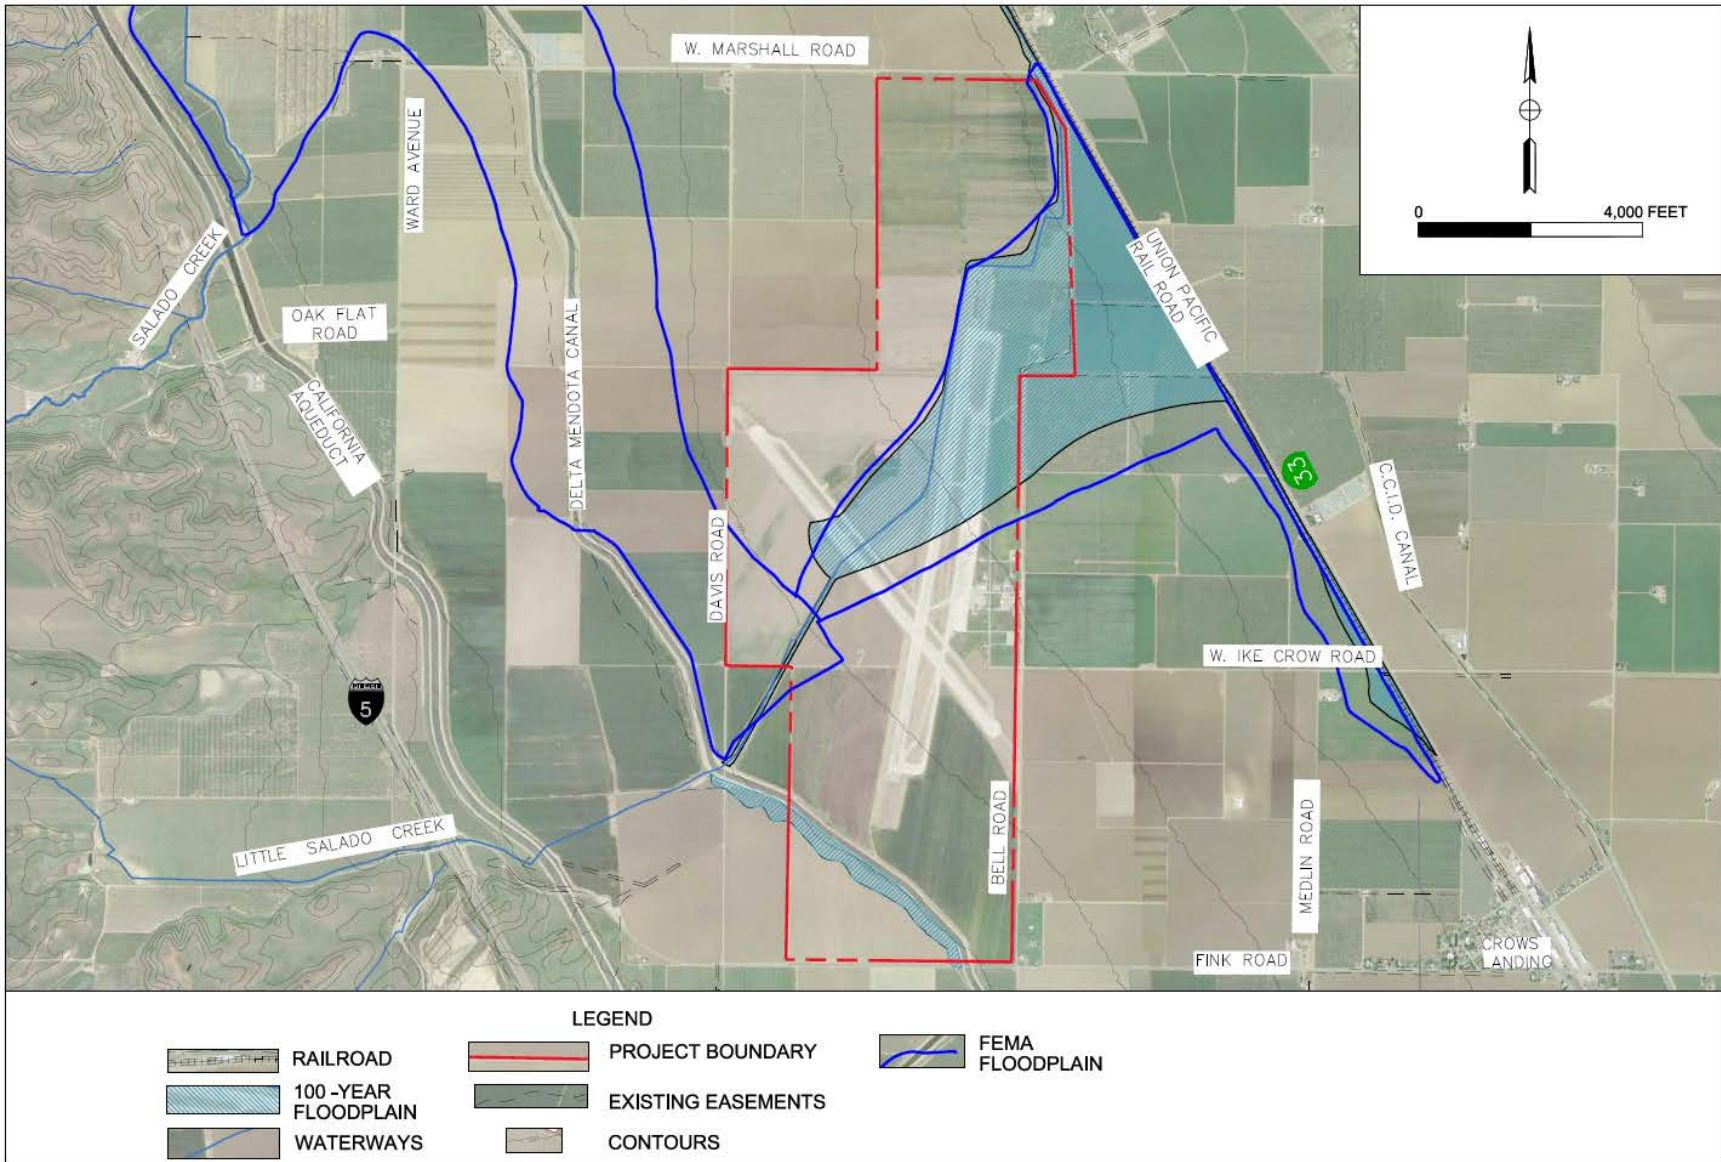 W. MARSHALL ROAD
WARD AVENUE
0 4,000 FEET
SALADO CREEK
OAK FLAT
ROAD
UNION PACIFIC
RAIL ROAD
CALIFORNIA
AQUEDUCT
DELTA MENDOTA CANAL
33
C.C.I.D. CANAL
DAVIS ROAD
W. IKE CROW ROAD
5
LITTLE SALADO CREEK
BELL ROAD
MEDLIN ROAD
FINK ROAD
CROWS
LANDING
LEGEND
RAILROAD
100 -YEAR
FLOODPLAIN
WATERWAYS
PROJECT BOUNDARY
EXISTING EASEMENTS
CONTOURS
FEMA
FLOODPLAIN